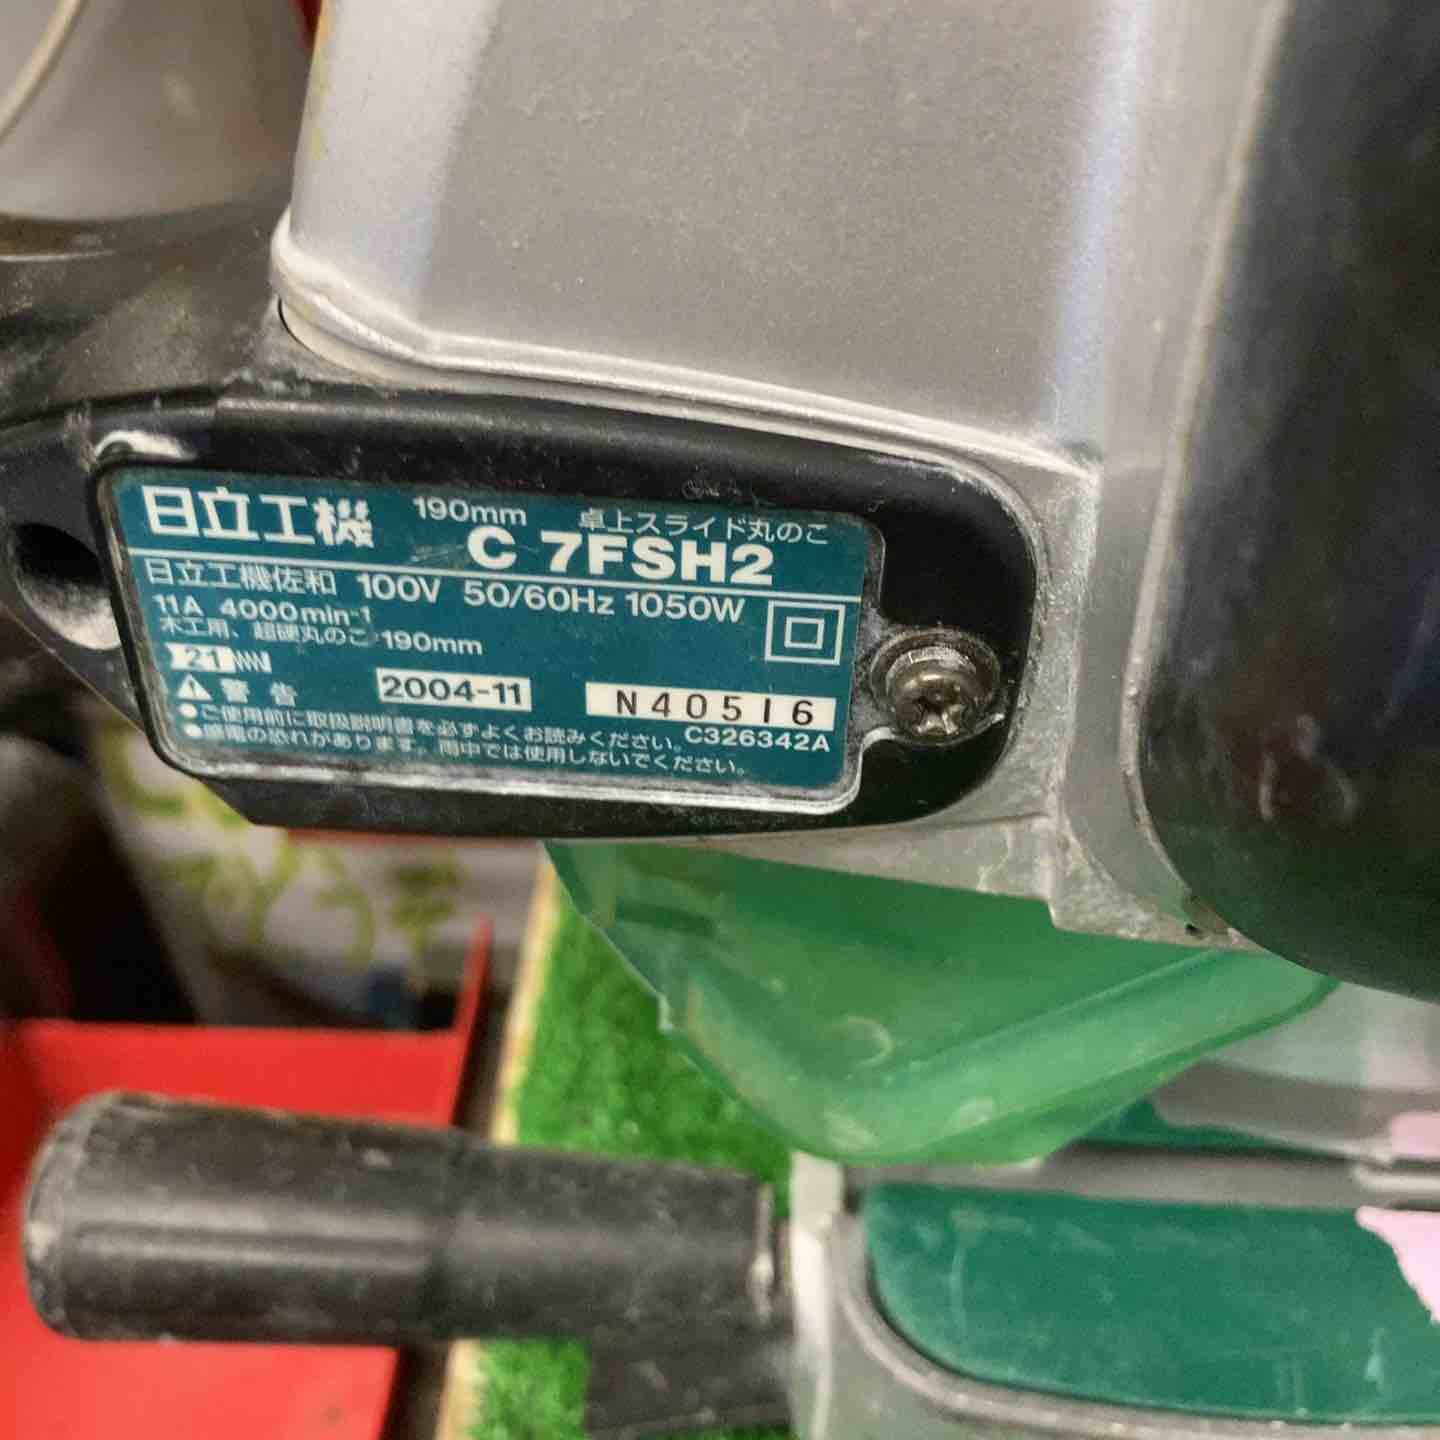 日立工機 190mm 卓上スライド丸のこ
C 7FSH2
日立工機佐和 100V 50/60Hz 1050W
11A 4000min-1
木工用、超硬丸のこ 190mm
21
警告 2004-11 N40516
●ご使用前に取扱説明書を必ずよくお読みください。 C326342A
●感電の恐れがあります。雨中では使用しないでください。